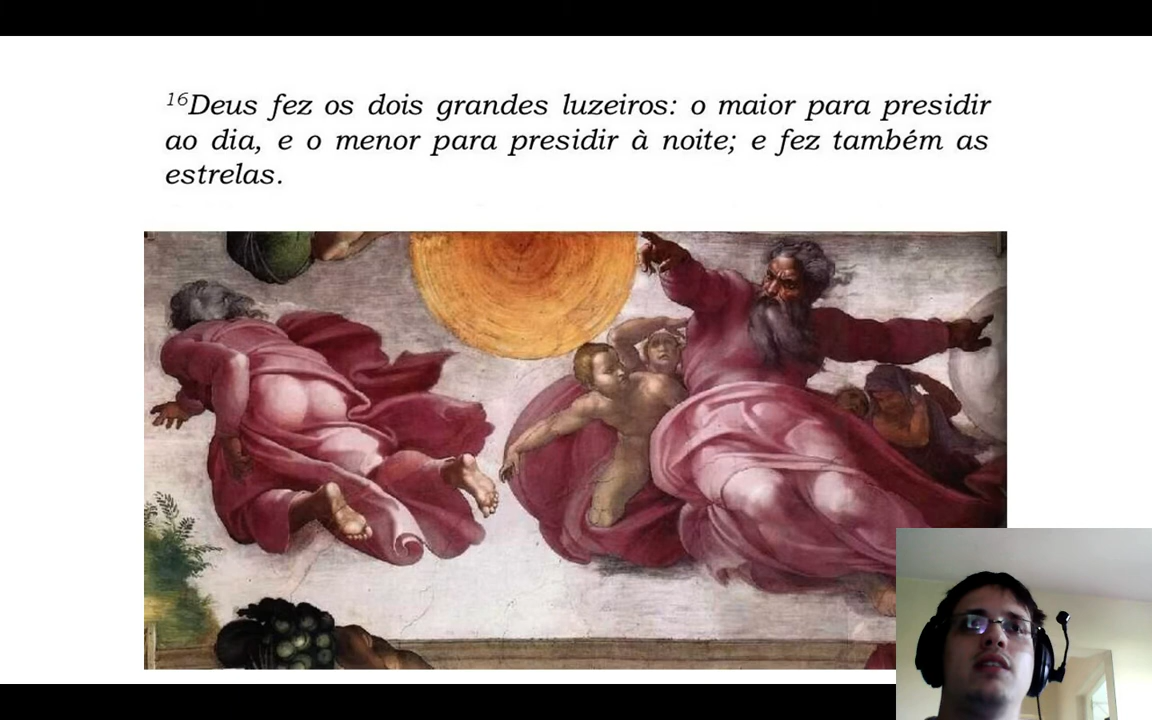 ¹⁶Deus fez os dois grandes luzeiros: o maior para presidir
ao dia, e o menor para presidir à noite; e fez também as
estrelas.